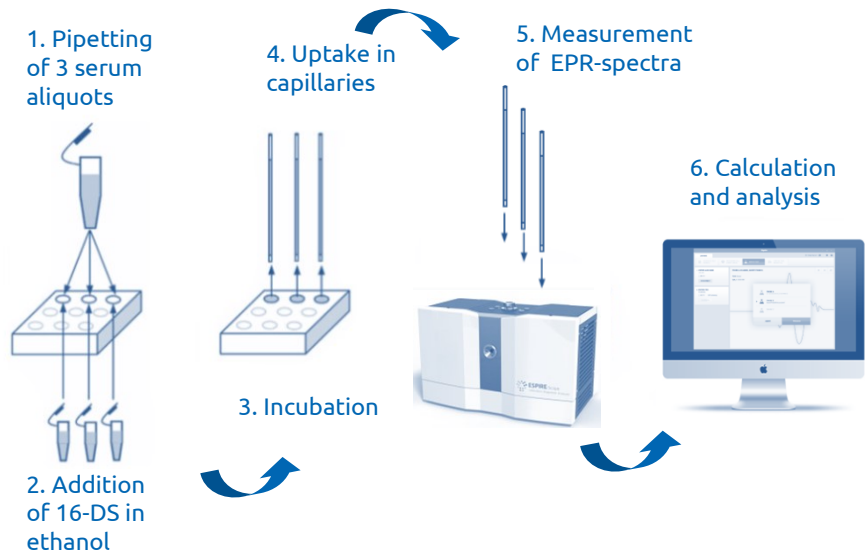 1. Pipetting
of 3 serum
aliquots
2. Addition
of 16-DS in
ethanol
3. Incubation
4. Uptake in
capillaries
5. Measurement
of EPR-spectra
ESPIRE
6. Calculation
and analysis